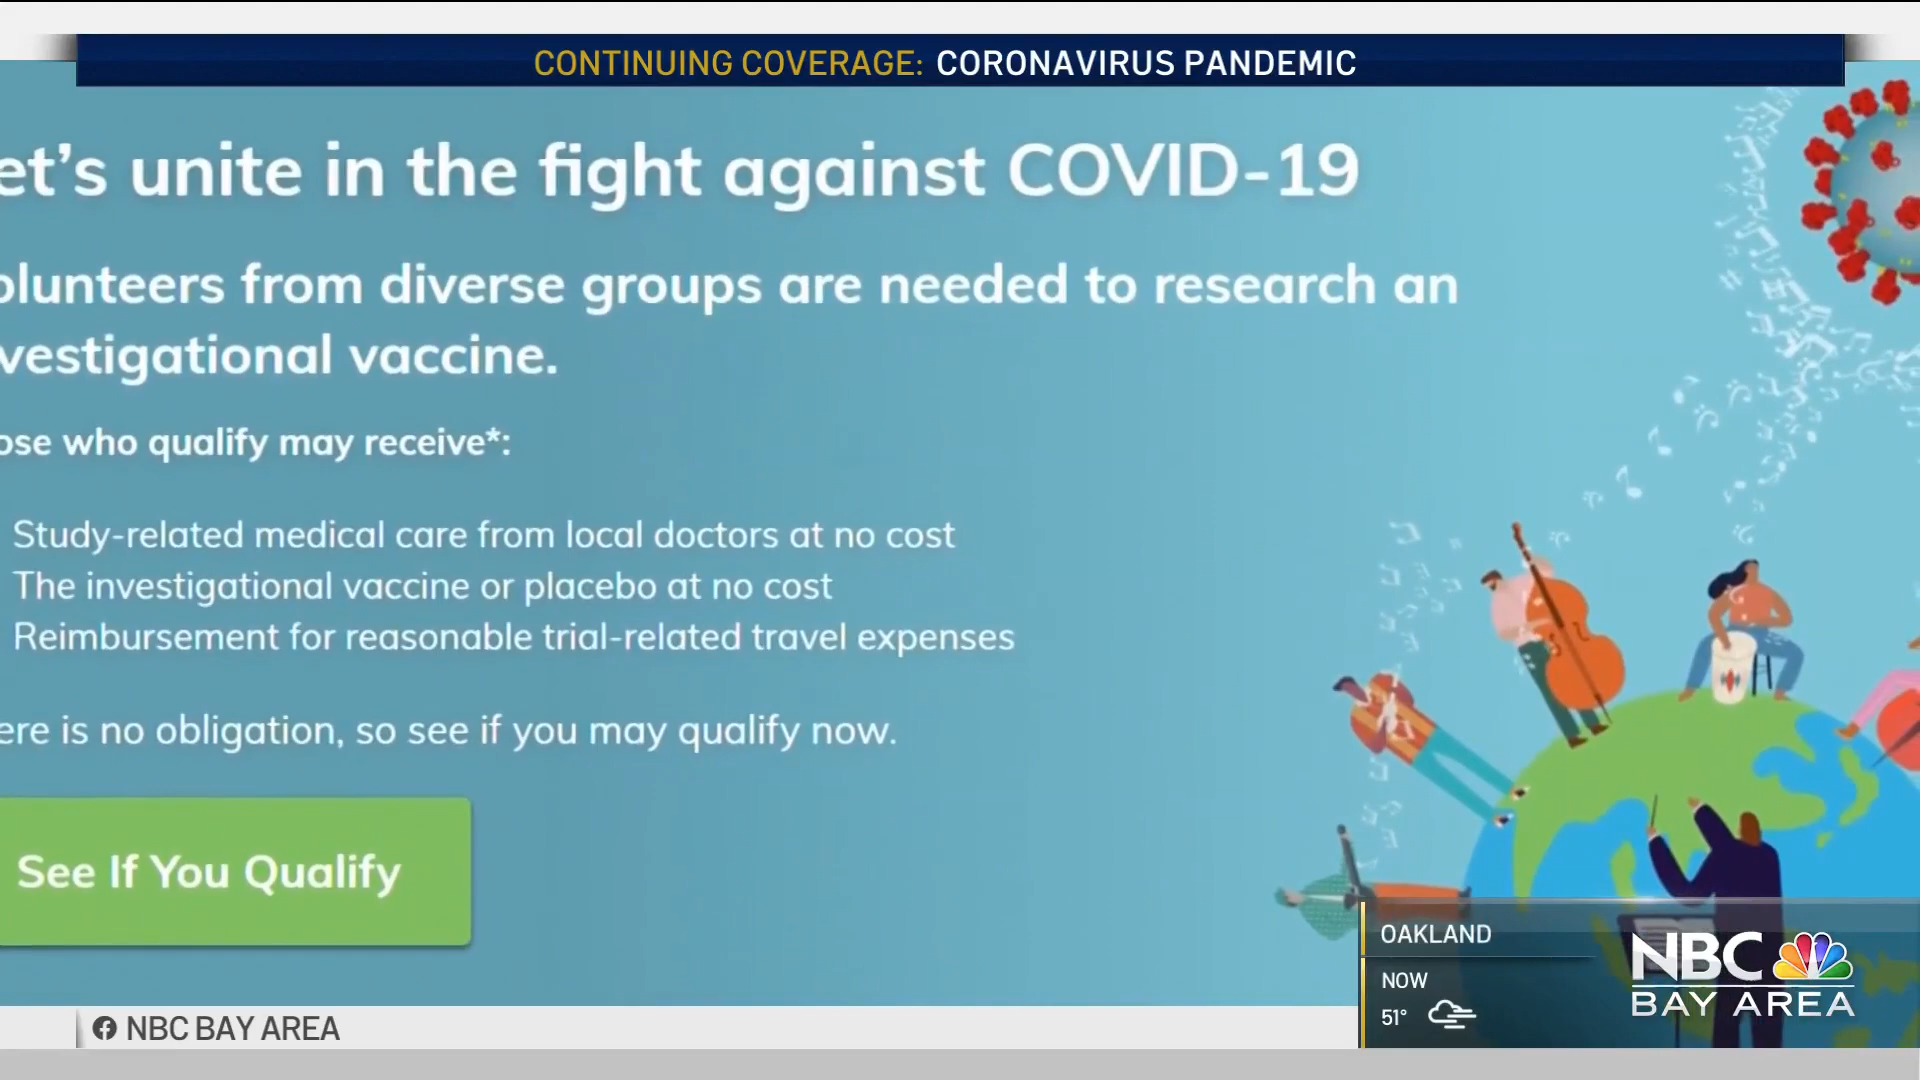 CONTINUING COVERAGE: CORONAVIRUS PANDEMIC
et's unite in the fight against COVID-19
olunteers from diverse groups are needed to research an
vestigational vaccine.
ose who qualify may receive*:
Study-related medical care from local doctors at no cost
The investigational vaccine or placebo at no cost
Reimbursement for reasonable trial-related travel expenses
ere is no obligation, so see if you may qualify now.
See If You Qualify
OAKLAND
NOW
51°
NBC
BAY AREA
NBC BAY AREA